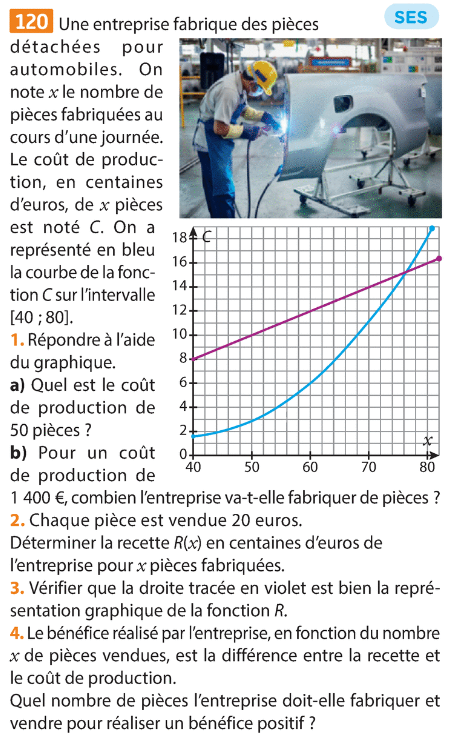 120 Une entreprise fabrique des pièces
SES
détachées pour
automobiles. On
note x le nombre de
pièces fabriquées au
cours d'une journée.
Le coût de produc-
tion, en centaines
d'euros, de x pièces
est noté C. On a
représenté en bleu
la courbe de la fonc-
tion C sur l'intervalle
[40 ; 80].
1. Répondre à l'aide
du graphique.
a) Quel est le coût
de production de
50 pièces ?
b) Pour un coût
de production de
18 C
16
14
12
10
8
6
4
2
0
x
40 50 60 70 80
1 400 €, combien l'entreprise va-t-elle fabriquer de pièces ?
2. Chaque pièce est vendue 20 euros.
Déterminer la recette R(x) en centaines d'euros de
l'entreprise pour x pièces fabriquées.
3. Vérifier que la droite tracée en violet est bien la repré-
sentation graphique de la fonction R.
4. Le bénéfice réalisé par l'entreprise, en fonction du nombre
x de pièces vendues, est la différence entre la recette et
le coût de production.
Quel nombre de pièces l'entreprise doit-elle fabriquer et
vendre pour réaliser un bénéfice positif ?